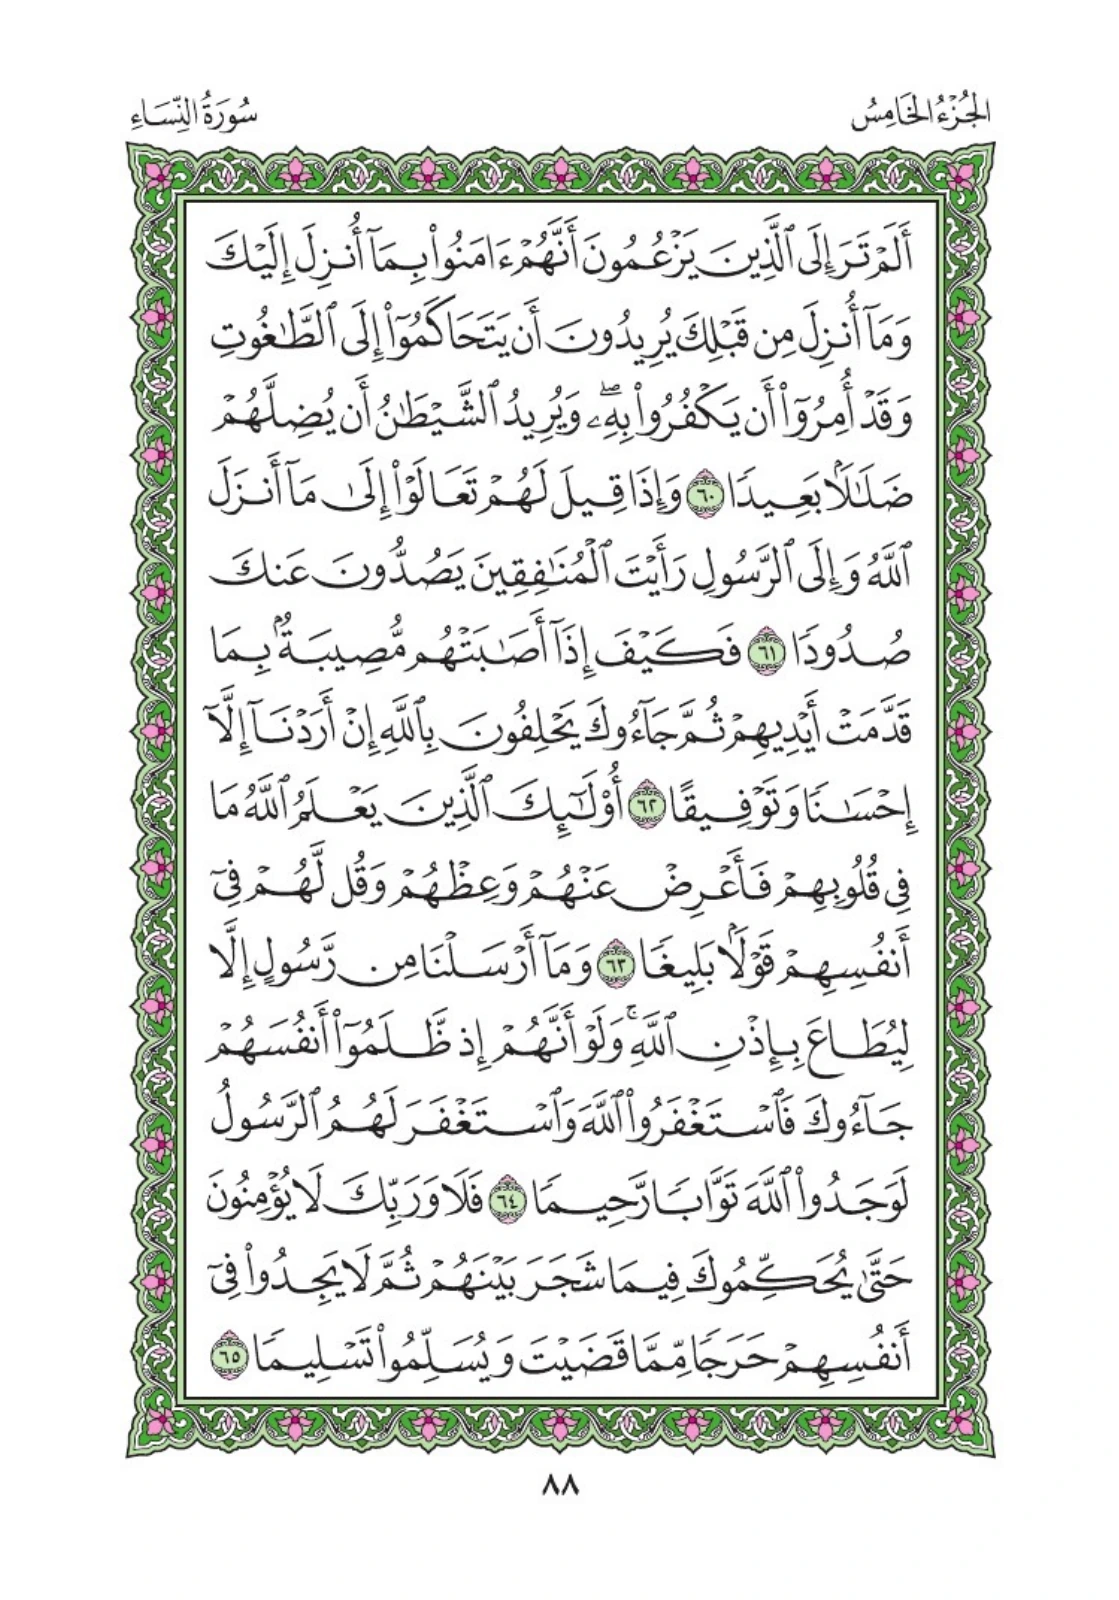 الجُزْءُ الخَامِسُ
سُورَةُ النِّسَاءِ
أَلَمْ تَرَ إِلَى ٱلَّذِينَ يَزْعُمُونَ أَنَّهُمْ ءَامَنُوا۟ بِمَآ أُنزِلَ إِلَيْكَ
وَمَآ أُنزِلَ مِن قَبْلِكَ يُرِيدُونَ أَن يَتَحَاكَمُوٓا۟ إِلَى ٱلطَّـٰغُوتِ
وَقَدْ أُمِرُوٓا۟ أَن يَكْفُرُوا۟ بِهِۦۖ وَيُرِيدُ ٱلشَّيْطَـٰنُ أَن يُضِلَّهُمْ
ضَلَـٰلًۢا بَعِيدًا ٦٠ وَإِذَا قِيلَ لَهُمْ تَعَالَوْا۟ إِلَىٰ مَآ أَنزَلَ
ٱللَّهُ وَإِلَى ٱلرَّسُولِ رَأَيْتَ ٱلْمُنَـٰفِقِينَ يَصُدُّونَ عَنكَ
صُدُودًا ٦١ فَكَيْفَ إِذَآ أَصَـٰبَتْهُم مُّصِيبَةٌۢ بِمَا
قَدَّمَتْ أَيْدِيهِمْ ثُمَّ جَآءُوكَ يَحْلِفُونَ بِٱللَّهِ إِنْ أَرَدْنَآ إِلَّآ
إِحْسَـٰنًا وَتَوْفِيقًا ٦٢ أُو۟لَـٰٓئِكَ ٱلَّذِينَ يَعْلَمُ ٱللَّهُ مَا
فِى قُلُوبِهِمْ فَأَعْرِضْ عَنْهُمْ وَعِظْهُمْ وَقُل لَّهُمْ فِىٓ
أَنفُسِهِمْ قَوْلًۢا بَلِيغًا ٦٣ وَمَآ أَرْسَلْنَا مِن رَّسُولٍ إِلَّا
لِيُطَاعَ بِإِذْنِ ٱللَّهِۚ وَلَوْ أَنَّهُمْ إِذ ظَّلَمُوٓا۟ أَنفُسَهُمْ
جَآءُوكَ فَٱسْتَغْفَرُوا۟ ٱللَّهَ وَٱسْتَغْفَرَ لَهُمُ ٱلرَّسُولُ
لَوَجَدُوا۟ ٱللَّهَ تَوَّابًا رَّحِيمًا ٦٤ فَلَا وَرَبِّكَ لَا يُؤْمِنُونَ
حَتَّىٰ يُحَكِّمُوكَ فِيمَا شَجَرَ بَيْنَهُمْ ثُمَّ لَا يَجِدُوا۟ فِىٓ
أَنفُسِهِمْ حَرَجًا مِّمَّا قَضَيْتَ وَيُسَلِّمُوا۟ تَسْلِيمًا ٦٥
٨٨